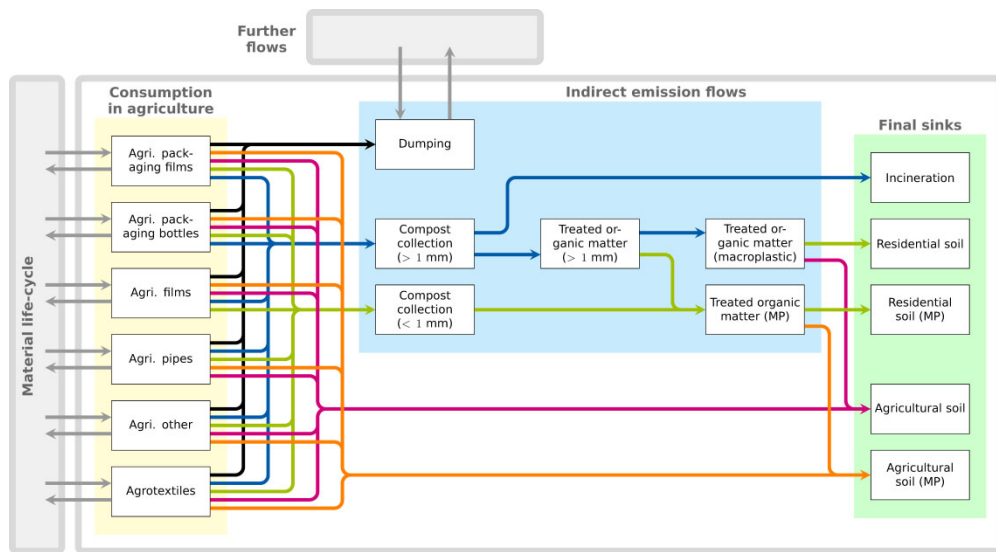 Further
flows
Material life-cycle
Consumption
in agriculture
Indirect emission flows
Final sinks
Agri. pack-
aging films
Agri. pack-
aging bottles
Agri. films
Agri. pipes
Agri. other
Agrotextiles
Dumping
Compost
collection
(> 1 mm)
Treated or-
ganic matter
(> 1 mm)
Treated or-
ganic matter
(macroplastic)
Compost
collection
(< 1 mm)
Treated organic
matter (MP)
Incineration
Residential soil
Residential
soil (MP)
Agricultural soil
Agricultural
soil (MP)